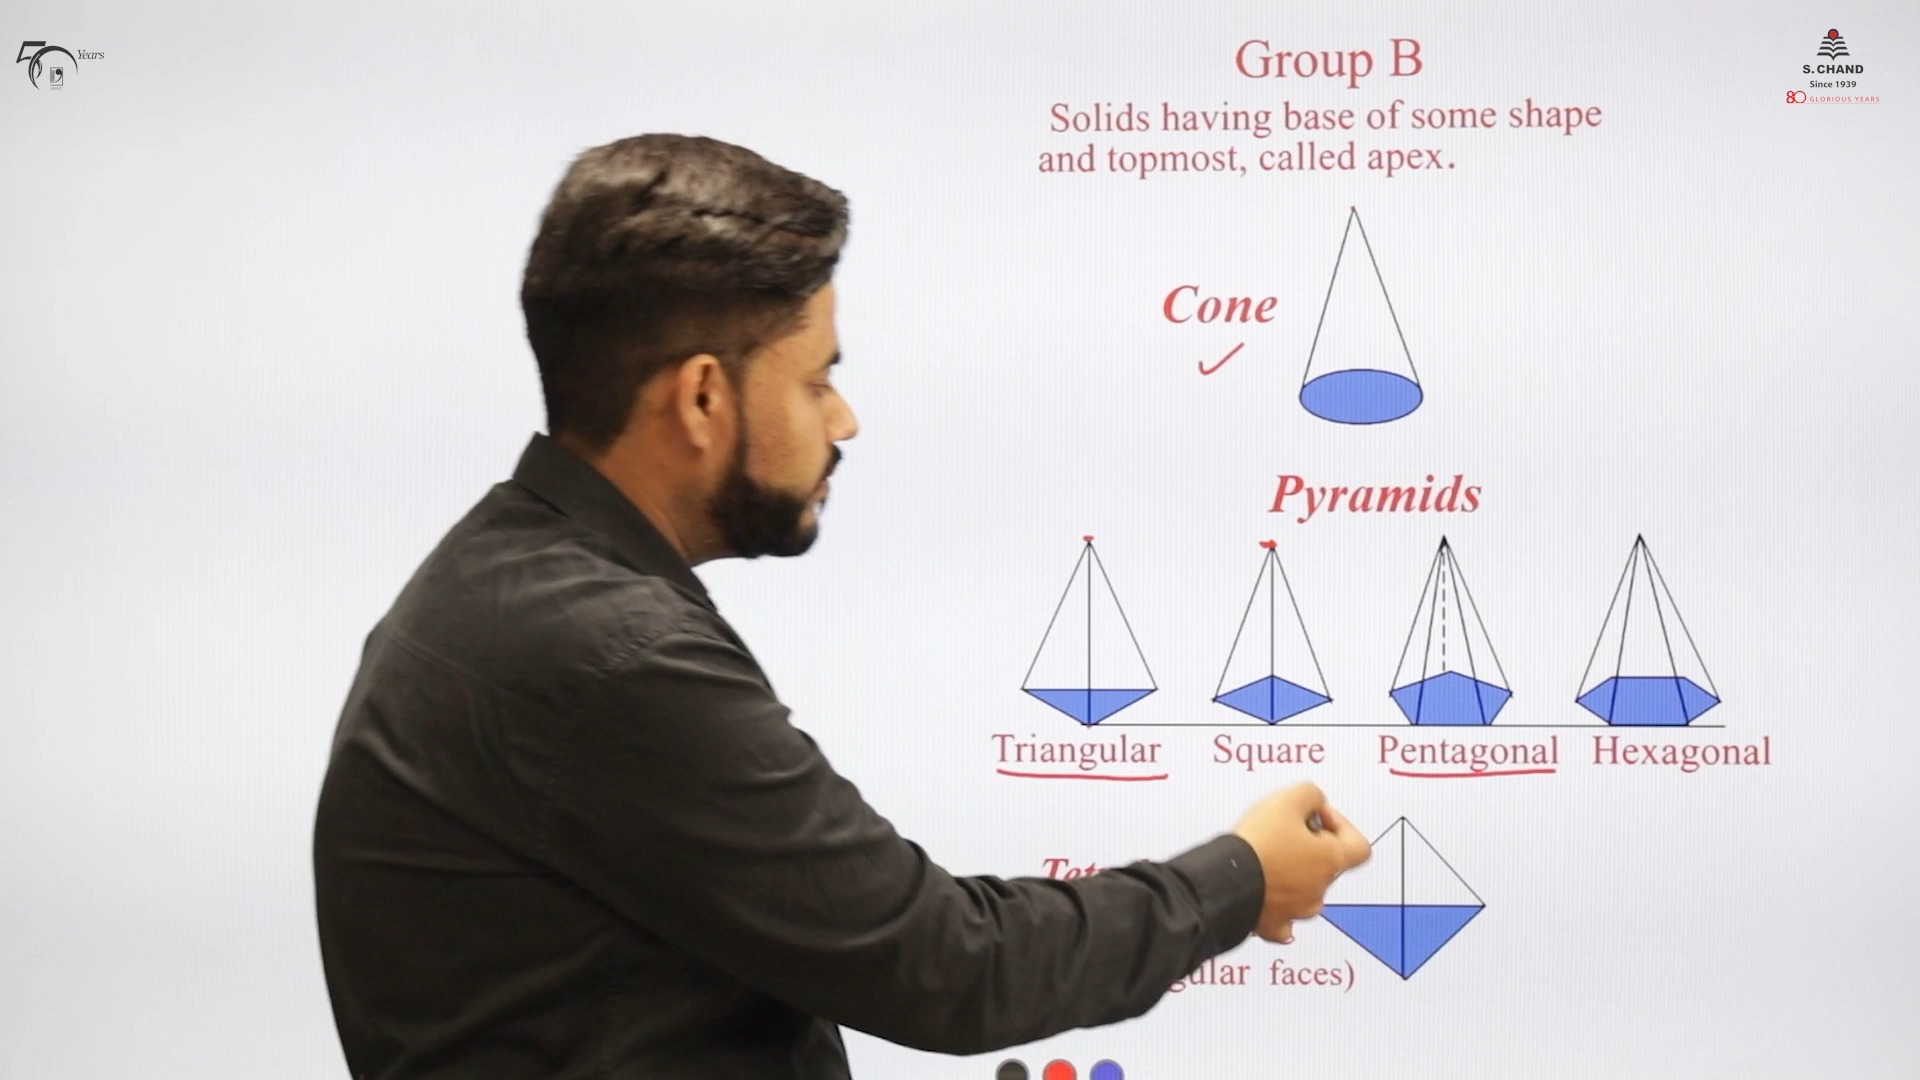 50 Years
S. CHAND
Since 1939
80 GLORIOUS YEARS
Group B
Solids having base of some shape
and topmost, called apex.
Cone
Pyramids
Triangular Square Pentagonal Hexagonal
faces)